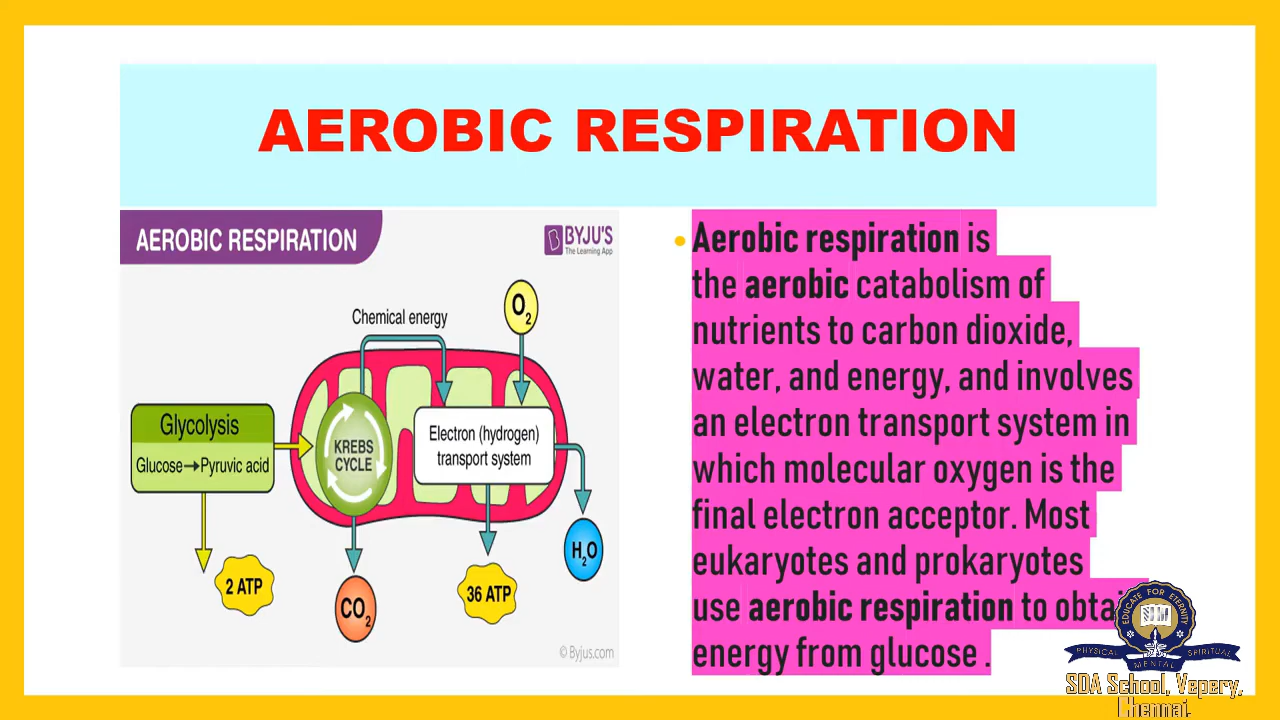 AEROBIC RESPIRATION
AEROBIC RESPIRATION
BYJU'S
The Learning App
Chemical energy
O2
Glycolysis
Glucose→Pyruvic acid
KREBS
CYCLE
Electron (hydrogen)
transport system
2 ATP
CO2
36 ATP
H2O
© Byjus.com
• Aerobic respiration is
the aerobic catabolism of
nutrients to carbon dioxide,
water, and energy, and involves
an electron transport system in
which molecular oxygen is the
final electron acceptor. Most
eukaryotes and prokaryotes
use aerobic respiration to obtai
energy from glucose .
EDUCATE FOR ETERNITY
PHYSICAL
MENTAL
SPIRITUAL
SDA School, Vepery,
Chennai.